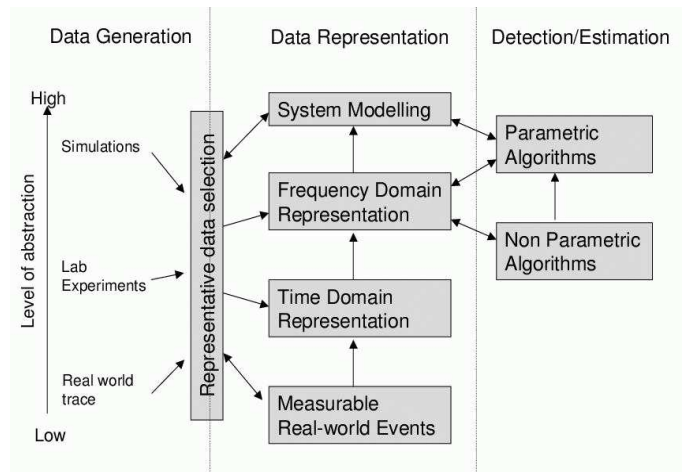 Data Generation
Data Representation
Detection/Estimation
High
Simulations
Lab
Experiments
Real world
trace
Low
Level of abstraction
Representative data selection
System Modelling
Frequency Domain
Representation
Time Domain
Representation
Measurable
Real-world Events
Parametric
Algorithms
Non Parametric
Algorithms